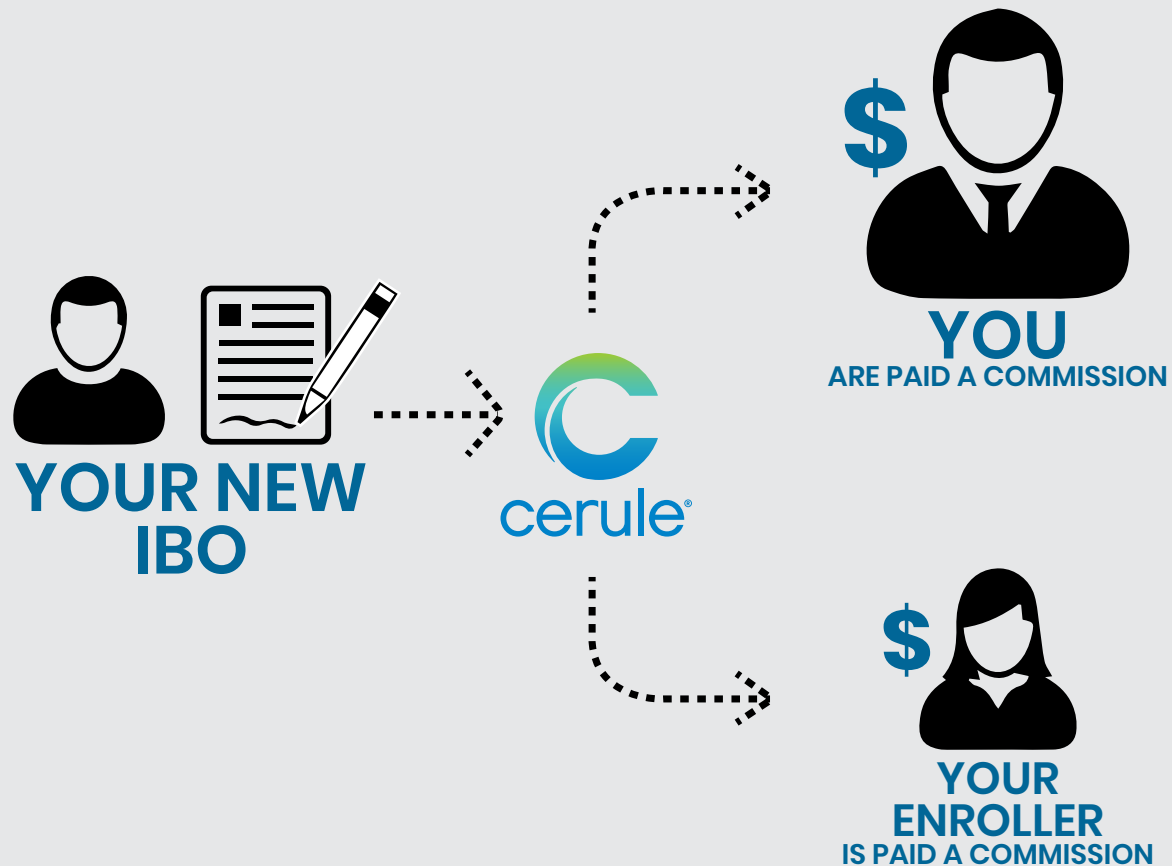 YOUR NEW
IBO
cerule®
$
YOU
ARE PAID A COMMISSION
$
YOUR
ENROLLER
IS PAID A COMMISSION